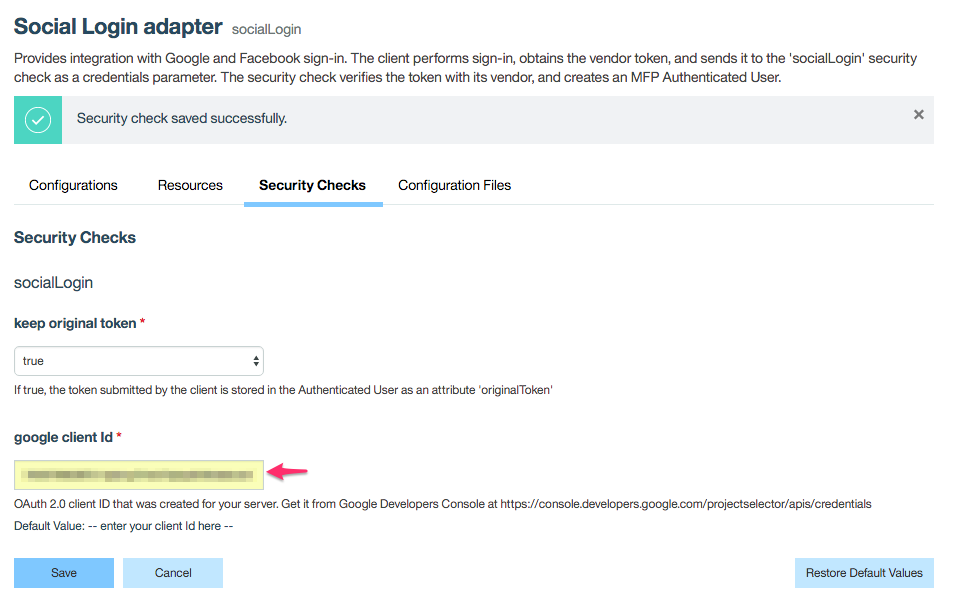 Social Login adapter socialLogin
Provides integration with Google and Facebook sign-in. The client performs sign-in, obtains the vendor token, and sends it to the 'socialLogin' security
check as a credentials parameter. The security check verifies the token with its vendor, and creates an MFP Authenticated User.
Security check saved successfully.
Configurations Resources Security Checks Configuration Files
Security Checks
socialLogin
keep original token *
true
If true, the token submitted by the client is stored in the Authenticated User as an attribute 'originalToken'
google client Id *
OAuth 2.0 client ID that was created for your server. Get it from Google Developers Console at https://console.developers.google.com/projectselector/apis/credentials
Default Value: -- enter your client Id here --
Save Cancel Restore Default Values